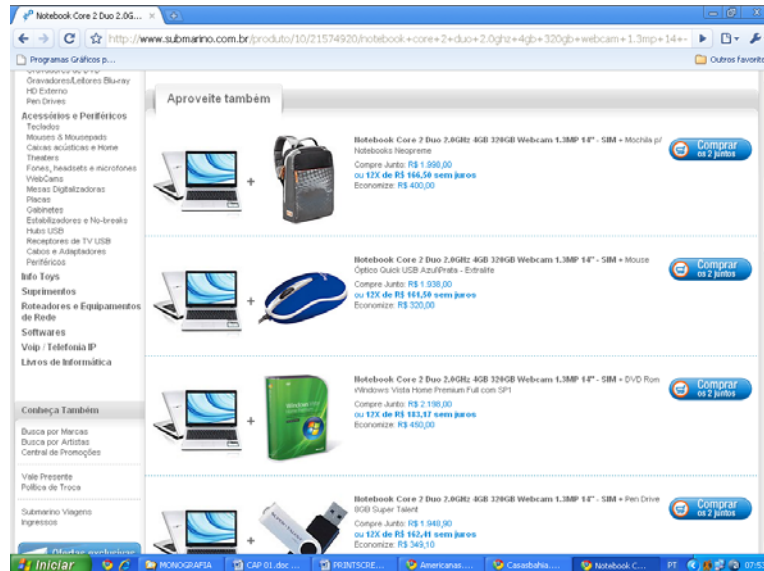 Notebook Core 2 Duo 2.0G...
http://www.submarino.com.br/produto/10/21574920/notebook+core+2+duo+2.0ghz+4gb+320gb+webcam+1.3mp+14+-
Programas Gráficos p...
Outros favorito
Gravadores/Leitores Blu-ray
HD Externo
Pen Drives
Acessórios e Periféricos
Teclados
Mouses & Mousepads
Caixas acústicas e Home
Theaters
Fones, headsets e microfones
WebCams
Mesas Digitalizadoras
Placas
Gabinetes
Estabilizadores e No-breaks
Hubs USB
Receptores de TV USB
Cabos e Adaptadores
Periféricos
Info Toys
Suprimentos
Roteadores e Equipamentos
de Rede
Softwares
Voip / Telefonia IP
Livros de Informática
Conheça Também
Busca por Marcas
Busca por Artistas
Central de Promoções
Vale Presente
Política de Troca
Submarino Viagens
Ingressos
Ofertas exclusivas
Aproveite também
Notebook Core 2 Duo 2.0GHz 4GB 320GB Webcam 1.3MP 14" - SIM + Mochila p/
Notebooks Neopreme
Compre Junto: R$ 1.998,00
ou 12X de R$ 166,50 sem juros
Economize: R$ 400,00
Comprar
os 2 juntos
Notebook Core 2 Duo 2.0GHz 4GB 320GB Webcam 1.3MP 14" - SIM + Mouse
Óptico Quick USB Azul/Prata - Extralife
Compre Junto: R$ 1.938,00
ou 12X de R$ 161,50 sem juros
Economize: R$ 320,00
Comprar
os 2 juntos
Notebook Core 2 Duo 2.0GHz 4GB 320GB Webcam 1.3MP 14" - SIM + DVD Rom
Windows Vista Home Premium Full com SP1
Compre Junto: R$ 2.198,00
ou 12X de R$ 183,17 sem juros
Economize: R$ 450,00
Comprar
os 2 juntos
Notebook Core 2 Duo 2.0GHz 4GB 320GB Webcam 1.3MP 14" - SIM + Pen Drive
8GB Super Talent
Compre Junto: R$ 1.948,90
ou 12X de R$ 162,41 sem juros
Economize: R$ 349,10
Comprar
os 2 juntos
Iniciar
MONOGRAFIA
CAP 01.doc ...
PRINTSCRE...
Americanas....
Casasbahia....
Notebook C...
PT
07:53